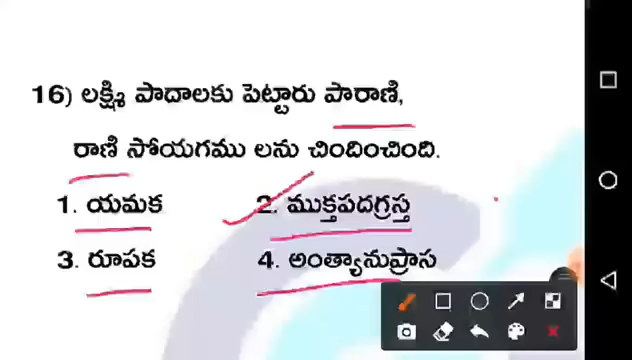 16) లక్ష్మి పాదాలకు పెట్టారు పారాణి,
రాణి సోయగము లను చిందించింది.
1. యమక 2. ముక్తపదగ్రస్త
3. రూపక 4. అంత్యానుప్రాస